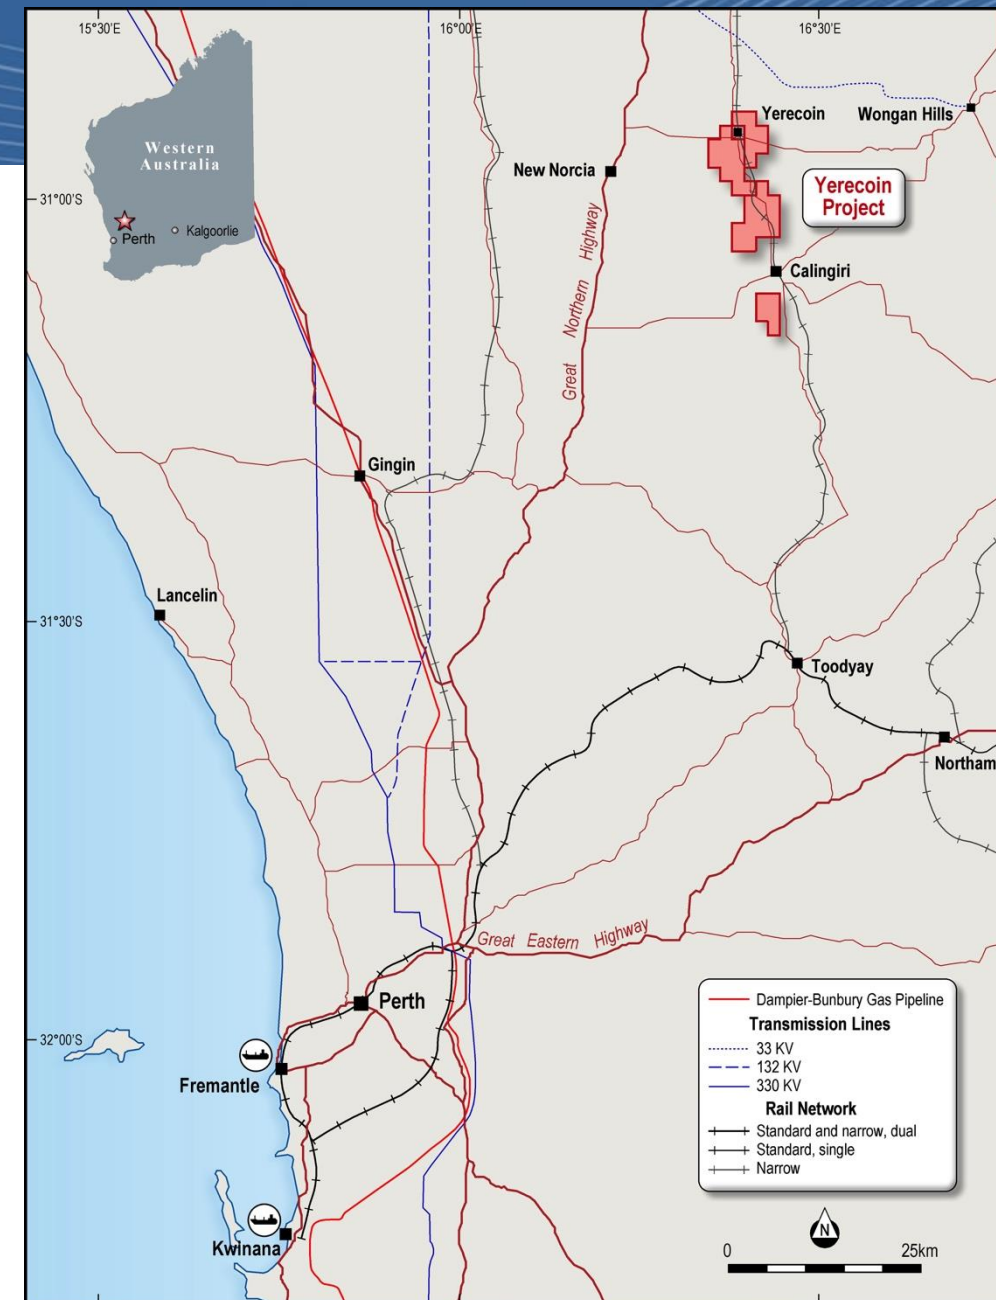 15°30'E
16°00'E
16°30'E
Western
Australia
Perth
Kalgoorlie
Yerecoin
Wongan Hills
New Norcia
31°00'S
Yerecoin
Project
Great Northern Highway
Calingiri
Gingin
Lancelin
31°30'S
Toodyay
Northam
Great Eastern Highway
Perth
32°00'S
Fremantle
Kwinana
Dampier-Bunbury Gas Pipeline
Transmission Lines
33 KV
132 KV
330 KV
Rail Network
Standard and narrow, dual
Standard, single
Narrow
N
0
25km